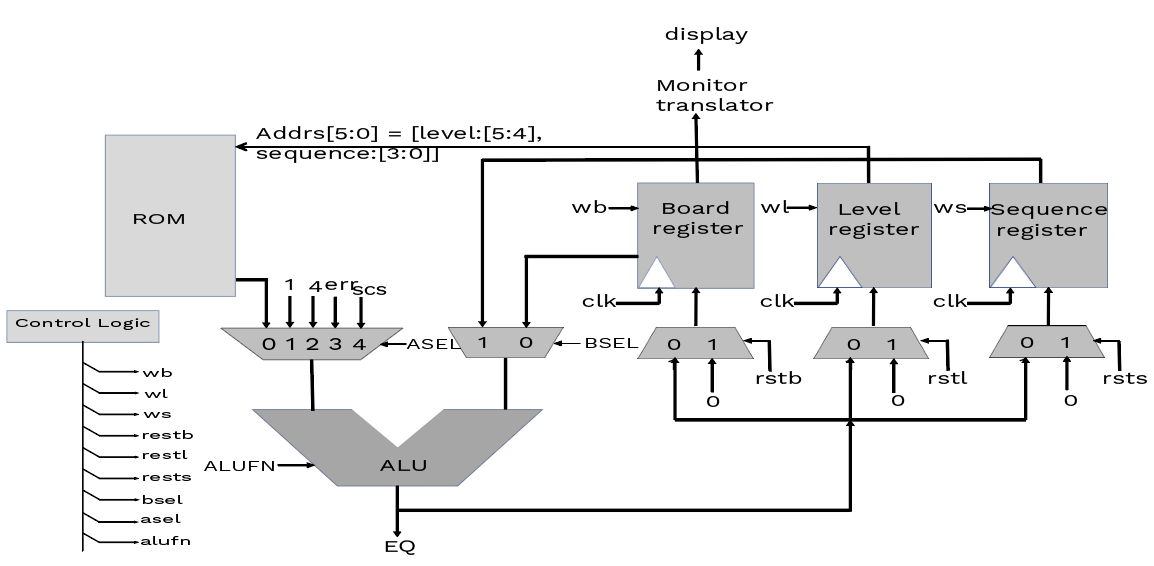 display
Monitor
translator
Addrs[5:0] = [level:[5:4],
sequence:[3:0]]
ROM
wb
Board
register
wl
Level
register
ws
Sequence
register
1 4 err scs
clk
clk
clk
Control Logic
0 1 2 3 4
ASEL
1 0
BSEL
0 1
rstb
0 1
rstl
0 1
rsts
0
0
0
wb
wl
ws
restb
restl
rests
bsel
asel
alufn
ALUFN
ALU
EQ